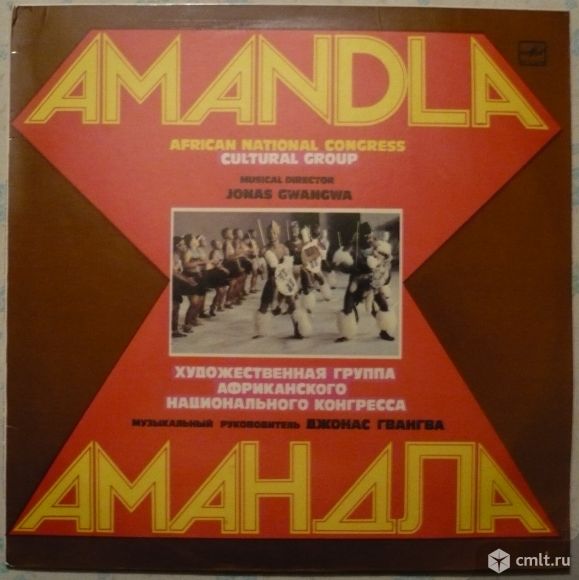 AMANDLA
AFRICAN NATIONAL CONGRESS
CULTURAL GROUP
MUSICAL DIRECTOR
JONAS GWANGWA
ХУДОЖЕСТВЕННАЯ ГРУППА
АФРИКАНСКОГО
НАЦИОНАЛЬНОГО КОНГРЕССА
МУЗЫКАЛЬНЫЙ РУКОВОДИТЕЛЬ ДЖОНАС ГВАНГВА
АМАНДЛА
cmlt.ru